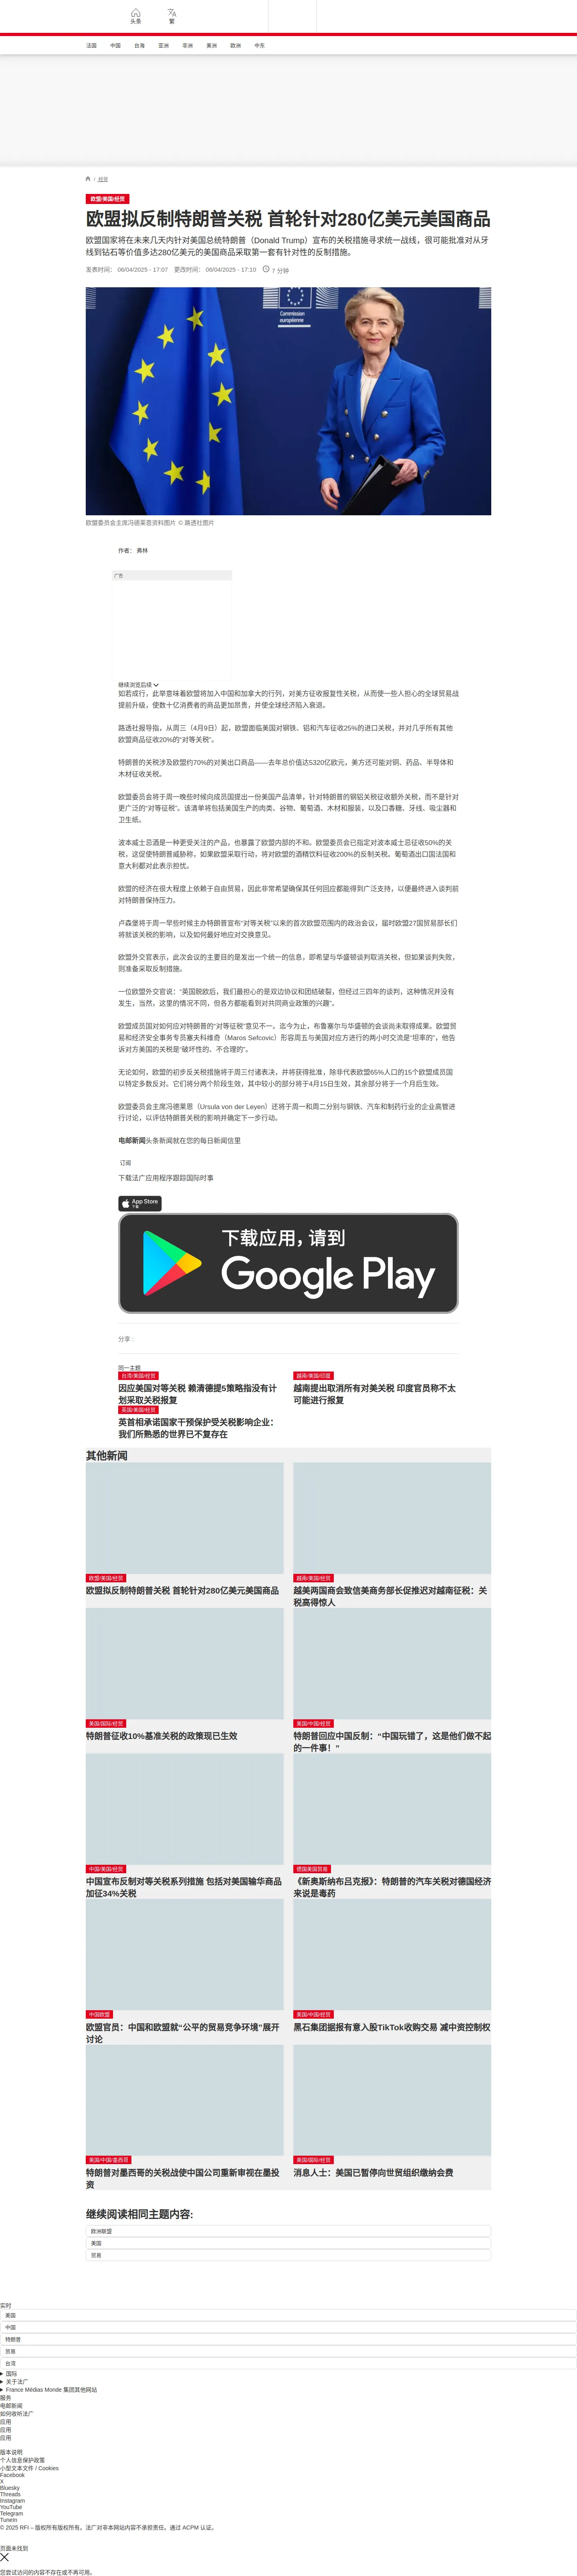 头条
繁
法国
中国
台海
亚洲
非洲
美洲
欧洲
中东
/ 经贸
欧盟/美国/经贸
欧盟拟反制特朗普关税 首轮针对280亿美元美国商品
欧盟国家将在未来几天内针对美国总统特朗普（Donald Trump）宣布的关税措施寻求统一战线，很可能批准对从牙
线到钻石等价值多达280亿美元的美国商品采取第一套有针对性的反制措施。
发表时间： 06/04/2025 - 17:07 更改时间： 06/04/2025 - 17:10 7 分钟
Commission
européenne
欧盟委员会主席冯德莱恩资料图片 © 路透社图片
作者： 弗林
广告
继续浏览后续
如若成行，此举意味着欧盟将加入中国和加拿大的行列，对美方征收报复性关税，从而使一些人担心的全球贸易战
提前升级，使数十亿消费者的商品更加昂贵，并使全球经济陷入衰退。
路透社报导指，从周三（4月9日）起，欧盟面临美国对钢铁、铝和汽车征收25%的进口关税，并对几乎所有其他
欧盟商品征收20%的“对等关税”。
特朗普的关税涉及欧盟约70%的对美出口商品——去年总价值达5320亿欧元，美方还可能对铜、药品、半导体和
木材征收关税。
欧盟委员会将于周一晚些时候向成员国提出一份美国产品清单，针对特朗普的钢铝关税征收额外关税，而不是针对
更广泛的“对等征税”。该清单将包括美国生产的肉类、谷物、葡萄酒、木材和服装，以及口香糖、牙线、吸尘器和
卫生纸。
波本威士忌酒是一种更受关注的产品，也暴露了欧盟内部的不和。欧盟委员会已指定对波本威士忌征收50%的关
税，这促使特朗普威胁称，如果欧盟采取行动，将对欧盟的酒精饮料征收200%的反制关税。葡萄酒出口国法国和
意大利都对此表示担忧。
欧盟的经济在很大程度上依赖于自由贸易，因此非常希望确保其任何回应都能得到广泛支持，以便最终进入谈判前
对特朗普保持压力。
卢森堡将于周一早些时候主办特朗普宣布“对等关税”以来的首次欧盟范围内的政治会议，届时欧盟27国贸易部长们
将就该关税的影响，以及如何最好地应对交换意见。
欧盟外交官表示，此次会议的主要目的是发出一个统一的信息，即希望与华盛顿谈判取消关税，但如果谈判失败，
则准备采取反制措施。
一位欧盟外交官说：“英国脱欧后，我们最担心的是双边协议和团结破裂，但经过三四年的谈判，这种情况并没有
发生，当然，这里的情况不同，但各方都能看到对共同商业政策的兴趣”。
欧盟成员国对如何应对特朗普的“对等征税”意见不一。迄今为止，布鲁塞尔与华盛顿的会谈尚未取得成果。欧盟贸
易和经济安全事务专员塞夫科维奇（Maros Sefcovic）形容周五与美国对应方进行的两小时交流是“坦率的”，他告
诉对方美国的关税是“破坏性的、不合理的”。
无论如何，欧盟的初步反关税措施将于周三付诸表决，并将获得批准，除非代表欧盟65%人口的15个欧盟成员国
以特定多数反对。它们将分两个阶段生效，其中较小的部分将于4月15日生效，其余部分将于一个月后生效。
欧盟委员会主席冯德莱恩（Ursula von der Leyen）还将于周一和周二分别与钢铁、汽车和制药行业的企业高管进
行讨论，以评估特朗普关税的影响并确定下一步行动。
电邮新闻头条新闻就在您的每日新闻信里
订阅
下载法广应用程序跟踪国际时事
App Store
下载
下载应用，请到
Google Play
分享 :
同一主题
台湾/美国/经贸
因应美国对等关税 赖清德提5策略指没有计
划采取关税报复
越南/美国/印度
越南提出取消所有对美关税 印度官员称不太
可能进行报复
英国/美国/经贸
英首相承诺国家干预保护受关税影响企业：
我们所熟悉的世界已不复存在
其他新闻
欧盟/美国/经贸
欧盟拟反制特朗普关税 首轮针对280亿美元美国商品
越南/美国/经贸
越美两国商会致信美商务部长促推迟对越南征税：关
税高得惊人
美国/国际/经贸
特朗普征收10%基准关税的政策现已生效
美国/中国/经贸
特朗普回应中国反制：“中国玩错了，这是他们做不起
的一件事！”
中国/美国/经贸
中国宣布反制对等关税系列措施 包括对美国输华商品
加征34%关税
德国美国贸易
《新奥斯纳布吕克报》：特朗普的汽车关税对德国经济
来说是毒药
中国欧盟
欧盟官员：中国和欧盟就“公平的贸易竞争环境”展开
讨论
美国/中国/经贸
黑石集团据报有意入股TikTok收购交易 减中资控制权
美国/中国/墨西哥
特朗普对墨西哥的关税战使中国公司重新审视在墨投
资
美国/国际/经贸
消息人士：美国已暂停向世贸组织缴纳会费
继续阅读相同主题内容:
欧洲联盟
美国
贸易
实时
美国
中国
特朗普
贸易
台湾
国际
关于法广
France Médias Monde 集团其他网站
服务
电邮新闻
如何收听法广
应用
应用
应用
版本说明
个人信息保护政策
小型文本文件 / Cookies
Facebook
X
Bluesky
Threads
Instagram
YouTube
Telegram
TuneIn
© 2025 RFI – 版权所有版权所有。法广对非本网站内容不承担责任。通过 ACPM 认证。
页面未找到
您尝试访问的内容不存在或不再可用。